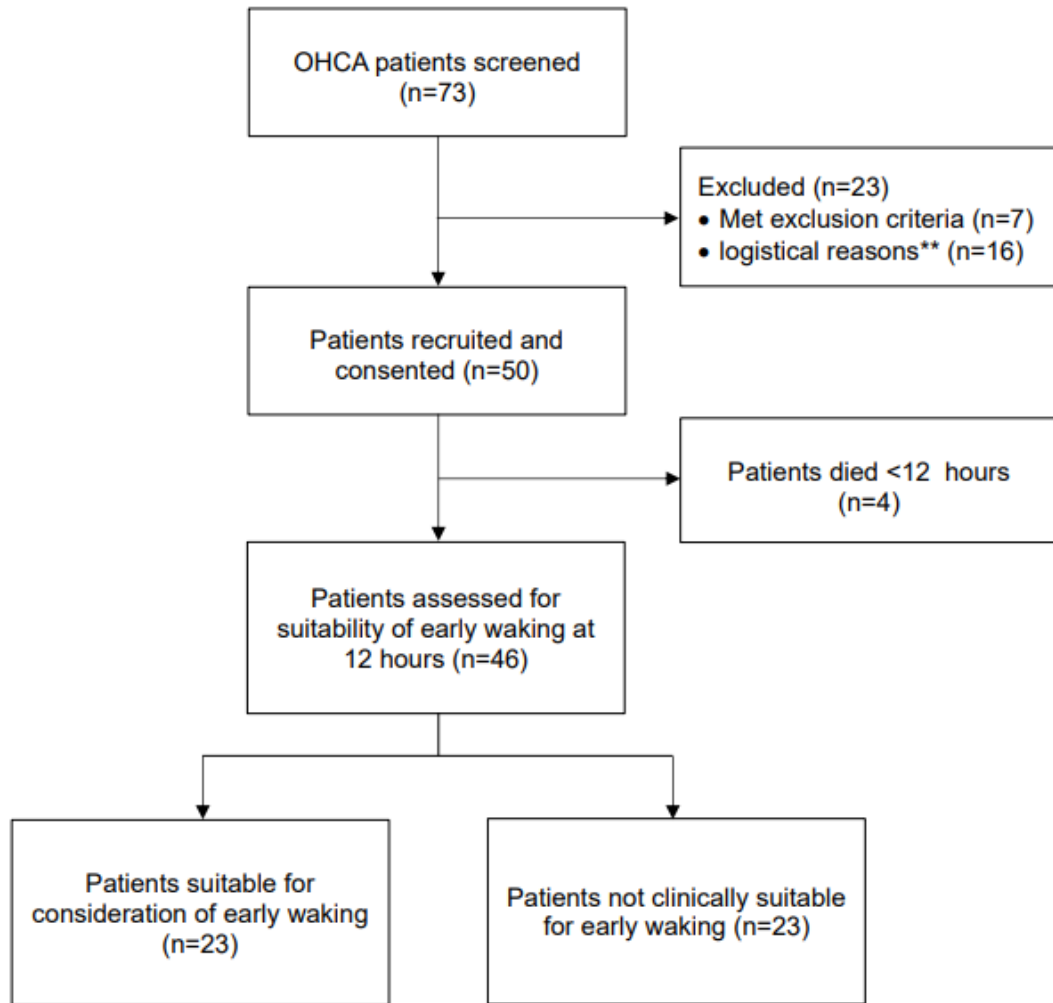 OHCA patients screened
(n=73)
Excluded (n=23)
• Met exclusion criteria (n=7)
• logistical reasons** (n=16)
Patients recruited and
consented (n=50)
Patients died <12 hours
(n=4)
Patients assessed for
suitability of early waking at
12 hours (n=46)
Patients suitable for
consideration of early waking
(n=23)
Patients not clinically suitable
for early waking (n=23)